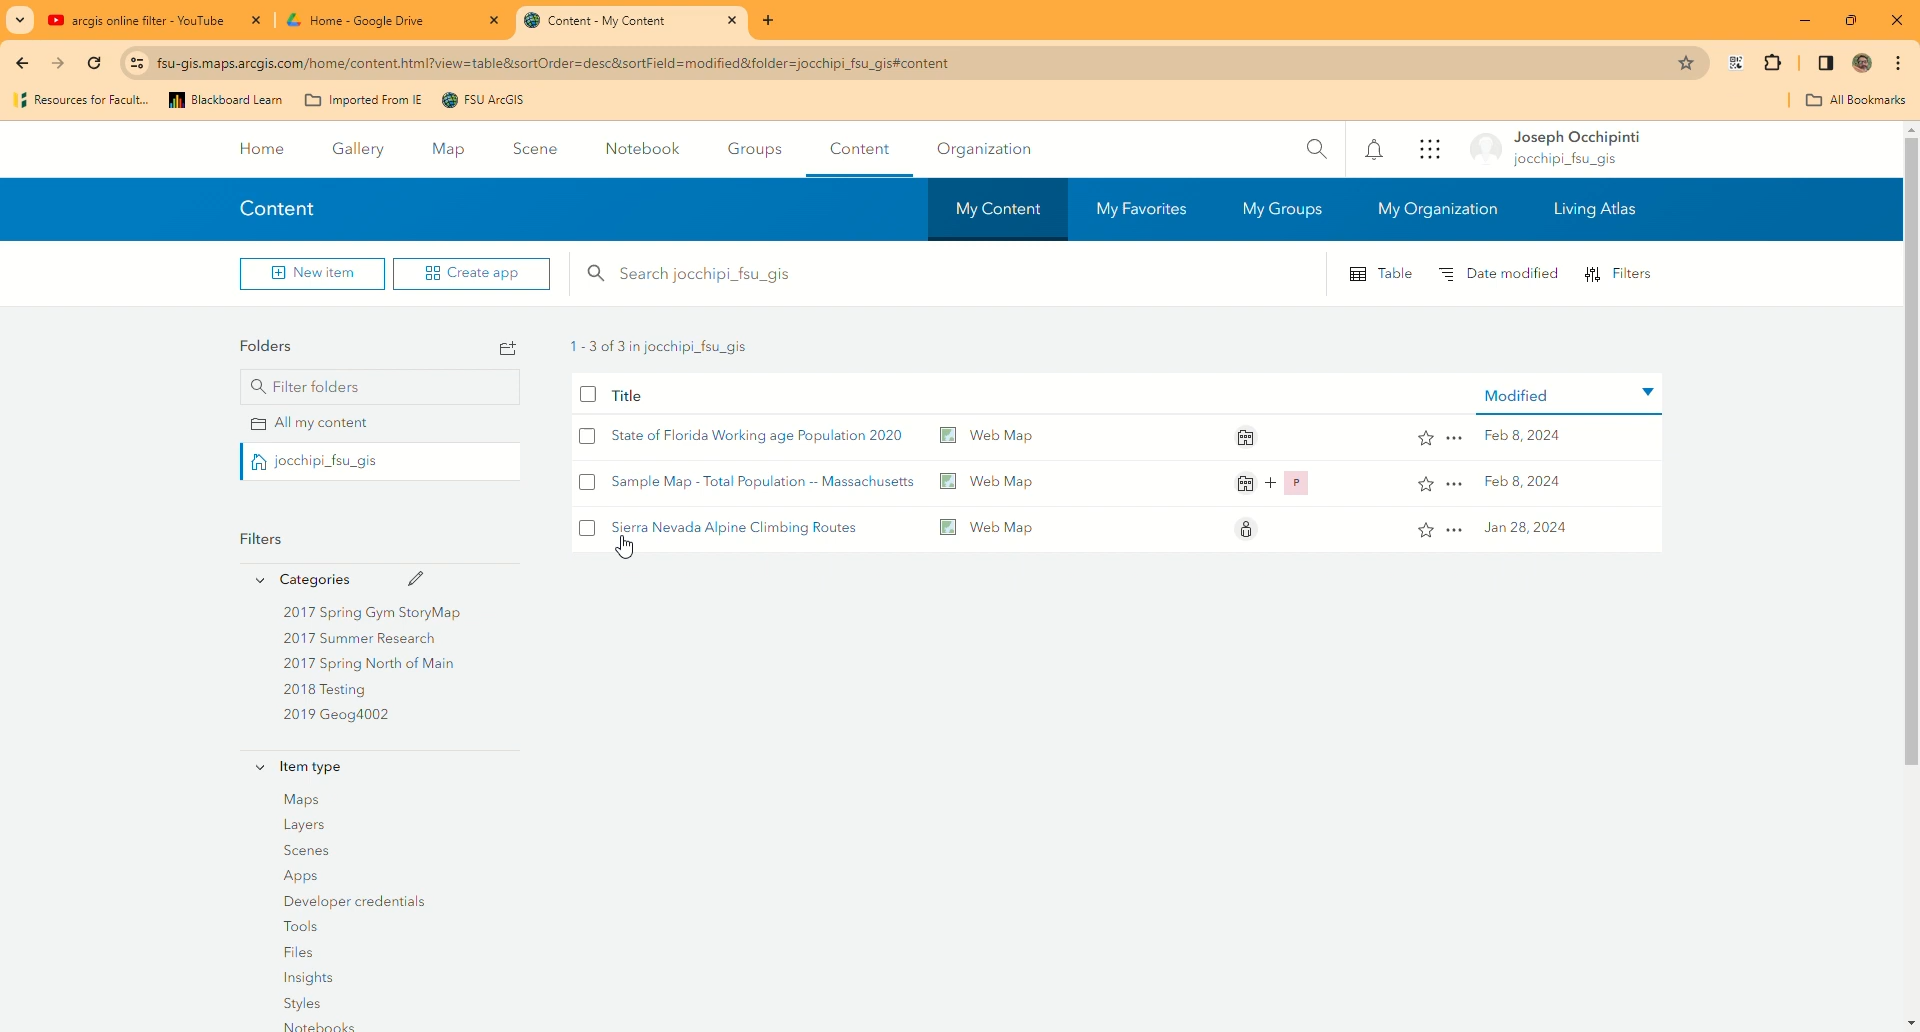 arcgis online filter - YouTube
Home - Google Drive
Content - My Content
fsu-gis.maps.arcgis.com/home/content.html?view=table&sortOrder=desc&sortField=modified&folder=jocchipi_fsu_gis#content
Resources for Facult...
Blackboard Learn
Imported From IE
FSU ArcGIS
All Bookmarks
Home
Gallery
Map
Scene
Notebook
Groups
Content
Organization
Joseph Occhipinti
jocchipi_fsu_gis
Content
My Content
My Favorites
My Groups
My Organization
Living Atlas
New item
Create app
Search jocchipi_fsu_gis
Table
Date modified
Filters
Folders
Filter folders
All my content
jocchipi_fsu_gis
1 - 3 of 3 in jocchipi_fsu_gis
Title
Modified
State of Florida Working age Population 2020
Web Map
Feb 8, 2024
Sample Map - Total Population -- Massachusetts
Web Map
+ P
Feb 8, 2024
Sierra Nevada Alpine Climbing Routes
Web Map
Jan 28, 2024
Filters
Categories
2017 Spring Gym StoryMap
2017 Summer Research
2017 Spring North of Main
2018 Testing
2019 Geog4002
Item type
Maps
Layers
Scenes
Apps
Developer credentials
Tools
Files
Insights
Styles
Notebooks